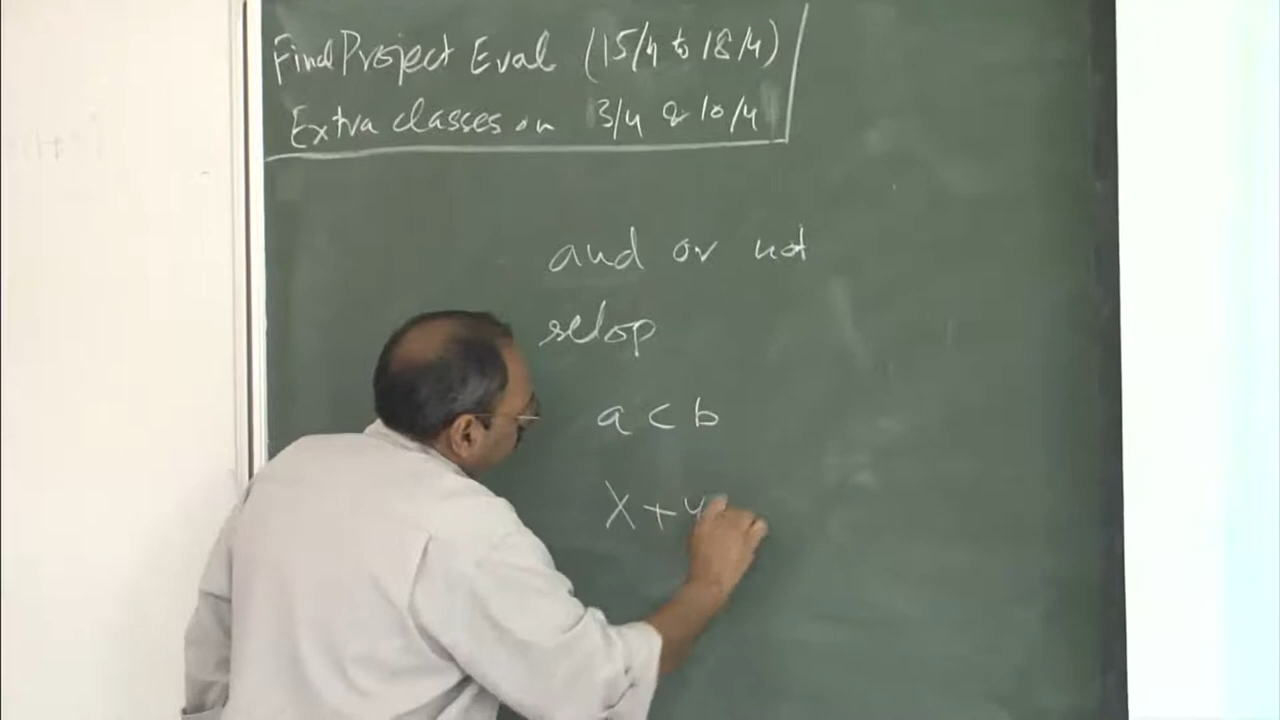 Final Project Eval (15/4 to 18/4)
Extra classes on 3/4 & 10/4
and or not
relop
a < b
X + y